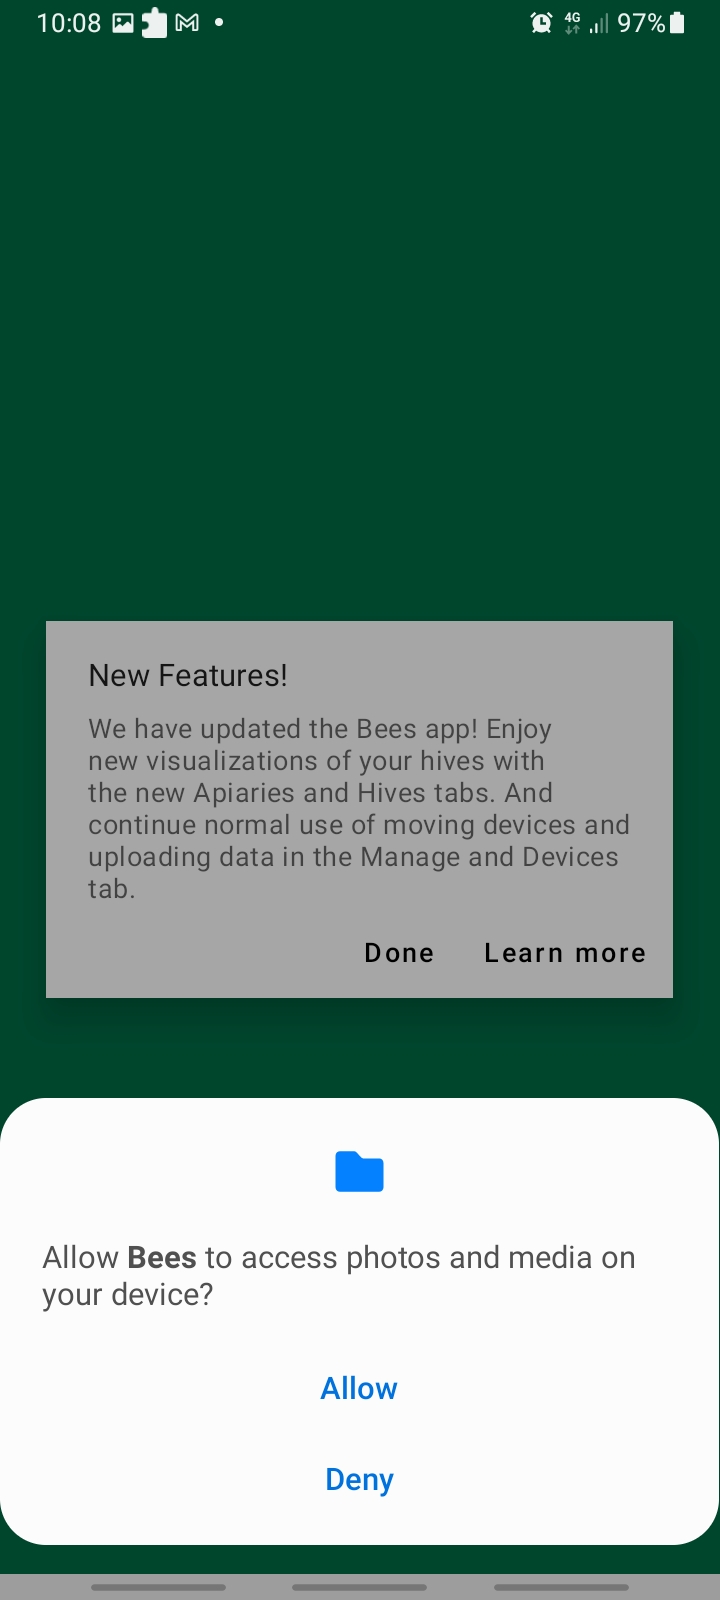 10:08
4G
97%
New Features!
We have updated the Bees app! Enjoy
new visualizations of your hives with
the new Apiaries and Hives tabs. And
continue normal use of moving devices and
uploading data in the Manage and Devices
tab.
Done Learn more
Allow Bees to access photos and media on
your device?
Allow
Deny